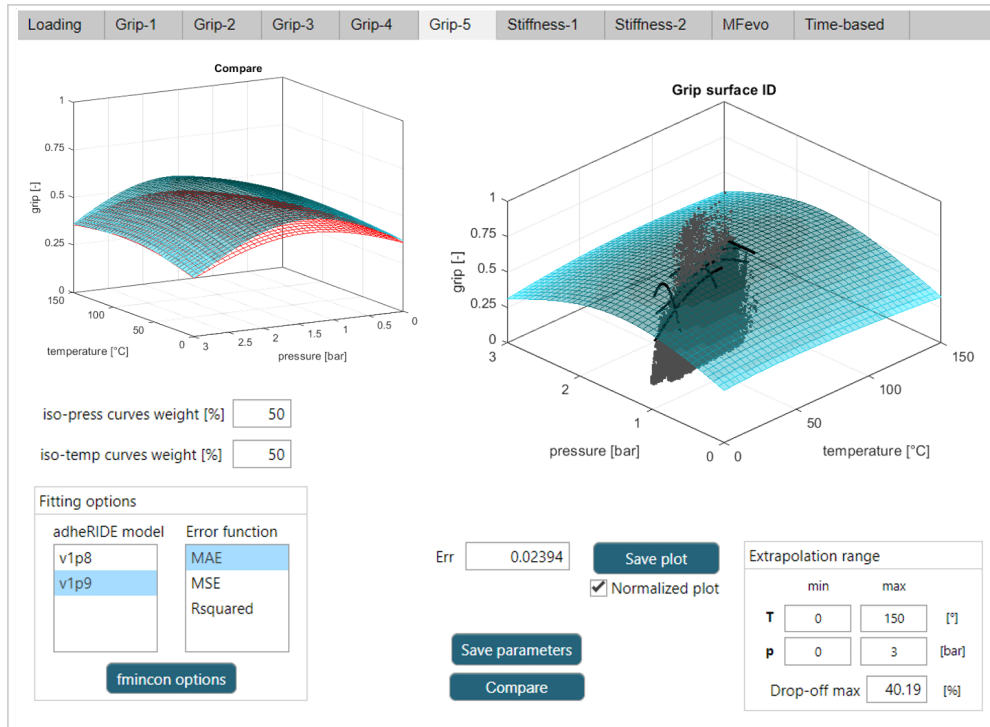 Loading Grip-1 Grip-2 Grip-3 Grip-4 Grip-5 Stiffness-1 Stiffness-2 MFevo Time-based
Compare
1
0.75
0.5
0.25
0
grip [-]
150
100
50
0
temperature [°C]
3
2.5
2
1.5
1
0.5
0
pressure [bar]
Grip surface ID
1
0.75
0.5
0.25
0
grip [-]
3
2
1
0
pressure [bar]
0
50
100
150
temperature [°C]
iso-press curves weight [%] 50
iso-temp curves weight [%] 50
Fitting options
adheRIDE model Error function
v1p8 MAE
v1p9 MSE
Rsquared
fmincon options
Err 0.02394 Save plot
Normalized plot
Save parameters
Compare
Extrapolation range
min max
T 0 150 [°]
p 0 3 [bar]
Drop-off max 40.19 [%]